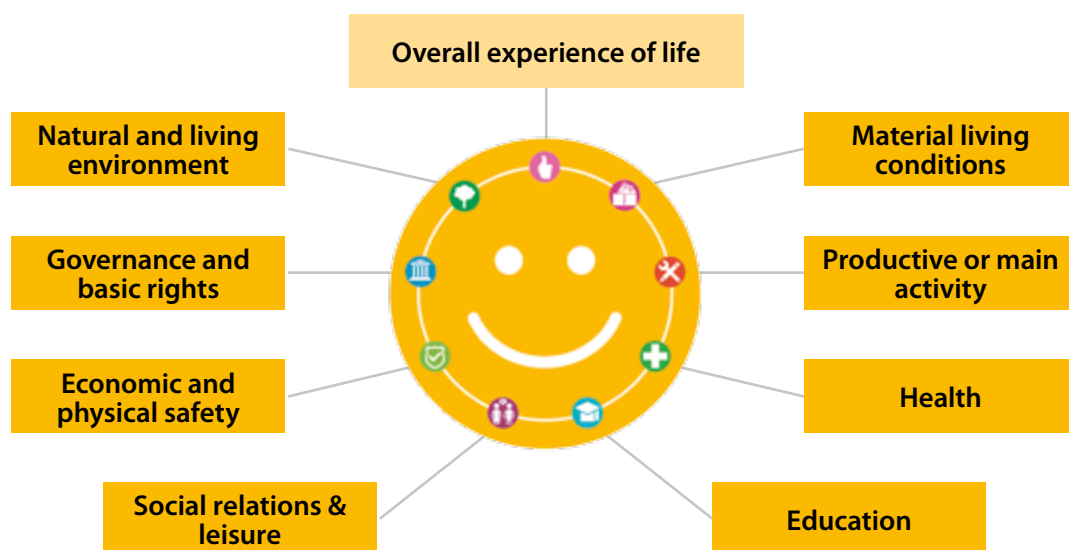 Overall experience of life
Natural and living
environment
Material living
conditions
Governance and
basic rights
Productive or main
activity
Economic and
physical safety
Health
Social relations &
leisure
Education